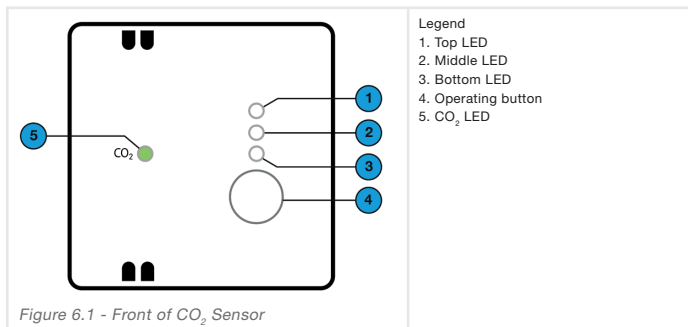 Legend
1. Top LED
2. Middle LED
3. Bottom LED
4. Operating button
5. CO₂ LED
1
2
5
CO₂
3
4
Figure 6.1 - Front of CO₂ Sensor